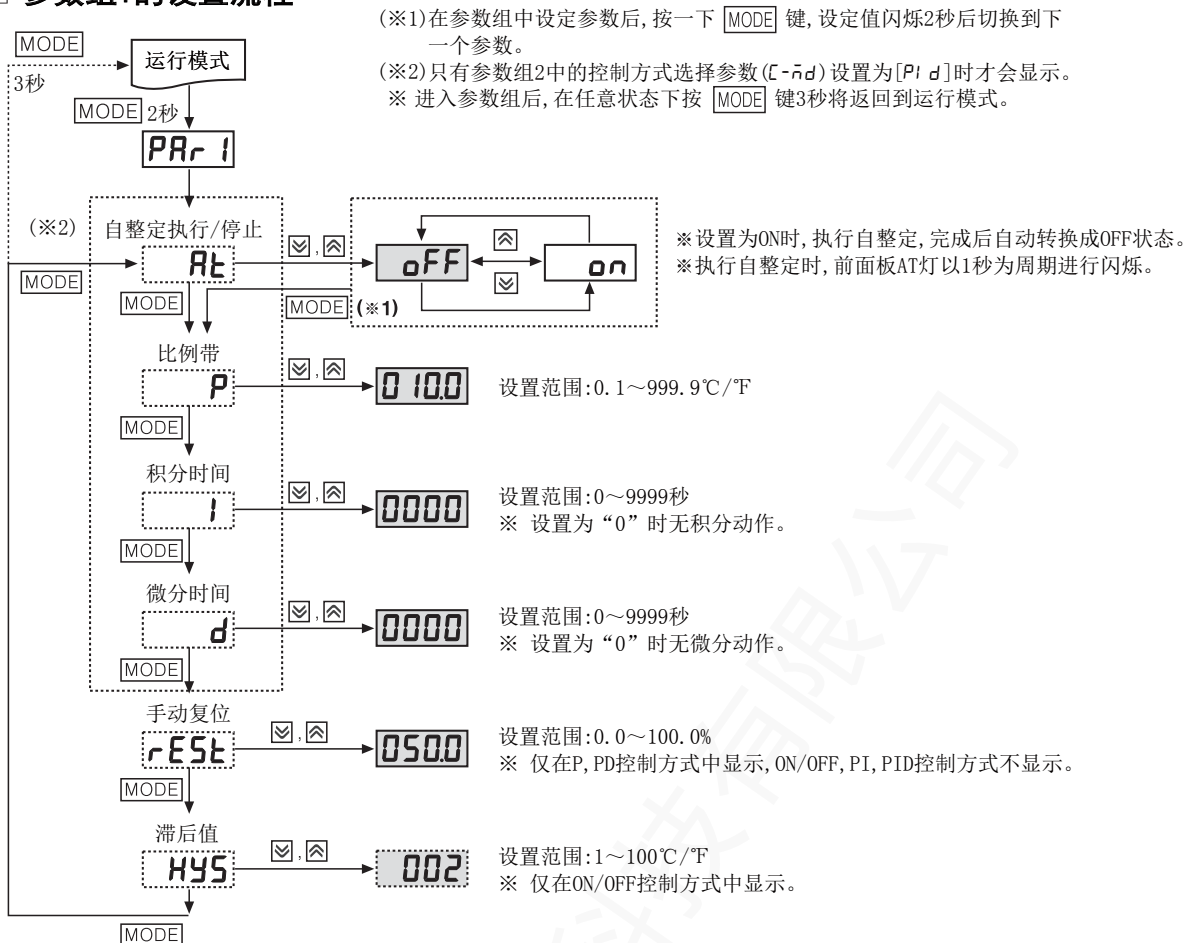 参数组1的设置流程
(※1)在参数组中设定参数后,按一下 MODE 键,设定值闪烁2秒后切换到下
一个参数。
(※2)只有参数组2中的控制方式选择参数(C-nd)设置为[PI d]时才会显示。
※ 进入参数组后,在任意状态下按 MODE 键3秒将返回到运行模式。
MODE
3秒
运行模式
MODE 2秒
PAr 1
(※2)
自整定执行/停止
At
MODE
MODE
oFF
on
MODE (※1)
※设置为ON时,执行自整定,完成后自动转换成OFF状态。
※执行自整定时,前面板AT灯以1秒为周期进行闪烁。
比例带
P
,
010.0
设置范围:0.1～999.9℃/℉
MODE
积分时间
I
,
0000
设置范围:0～9999秒
※ 设置为“0”时无积分动作。
MODE
微分时间
d
,
0000
设置范围:0～9999秒
※ 设置为“0”时无微分动作。
MODE
手动复位
rESt
,
050.0
设置范围:0.0～100.0%
※ 仅在P,PD控制方式中显示,ON/OFF,PI,PID控制方式不显示。
MODE
滞后值
HYS
,
002
设置范围:1～100℃/℉
※ 仅在ON/OFF控制方式中显示。
MODE
科技有限公司